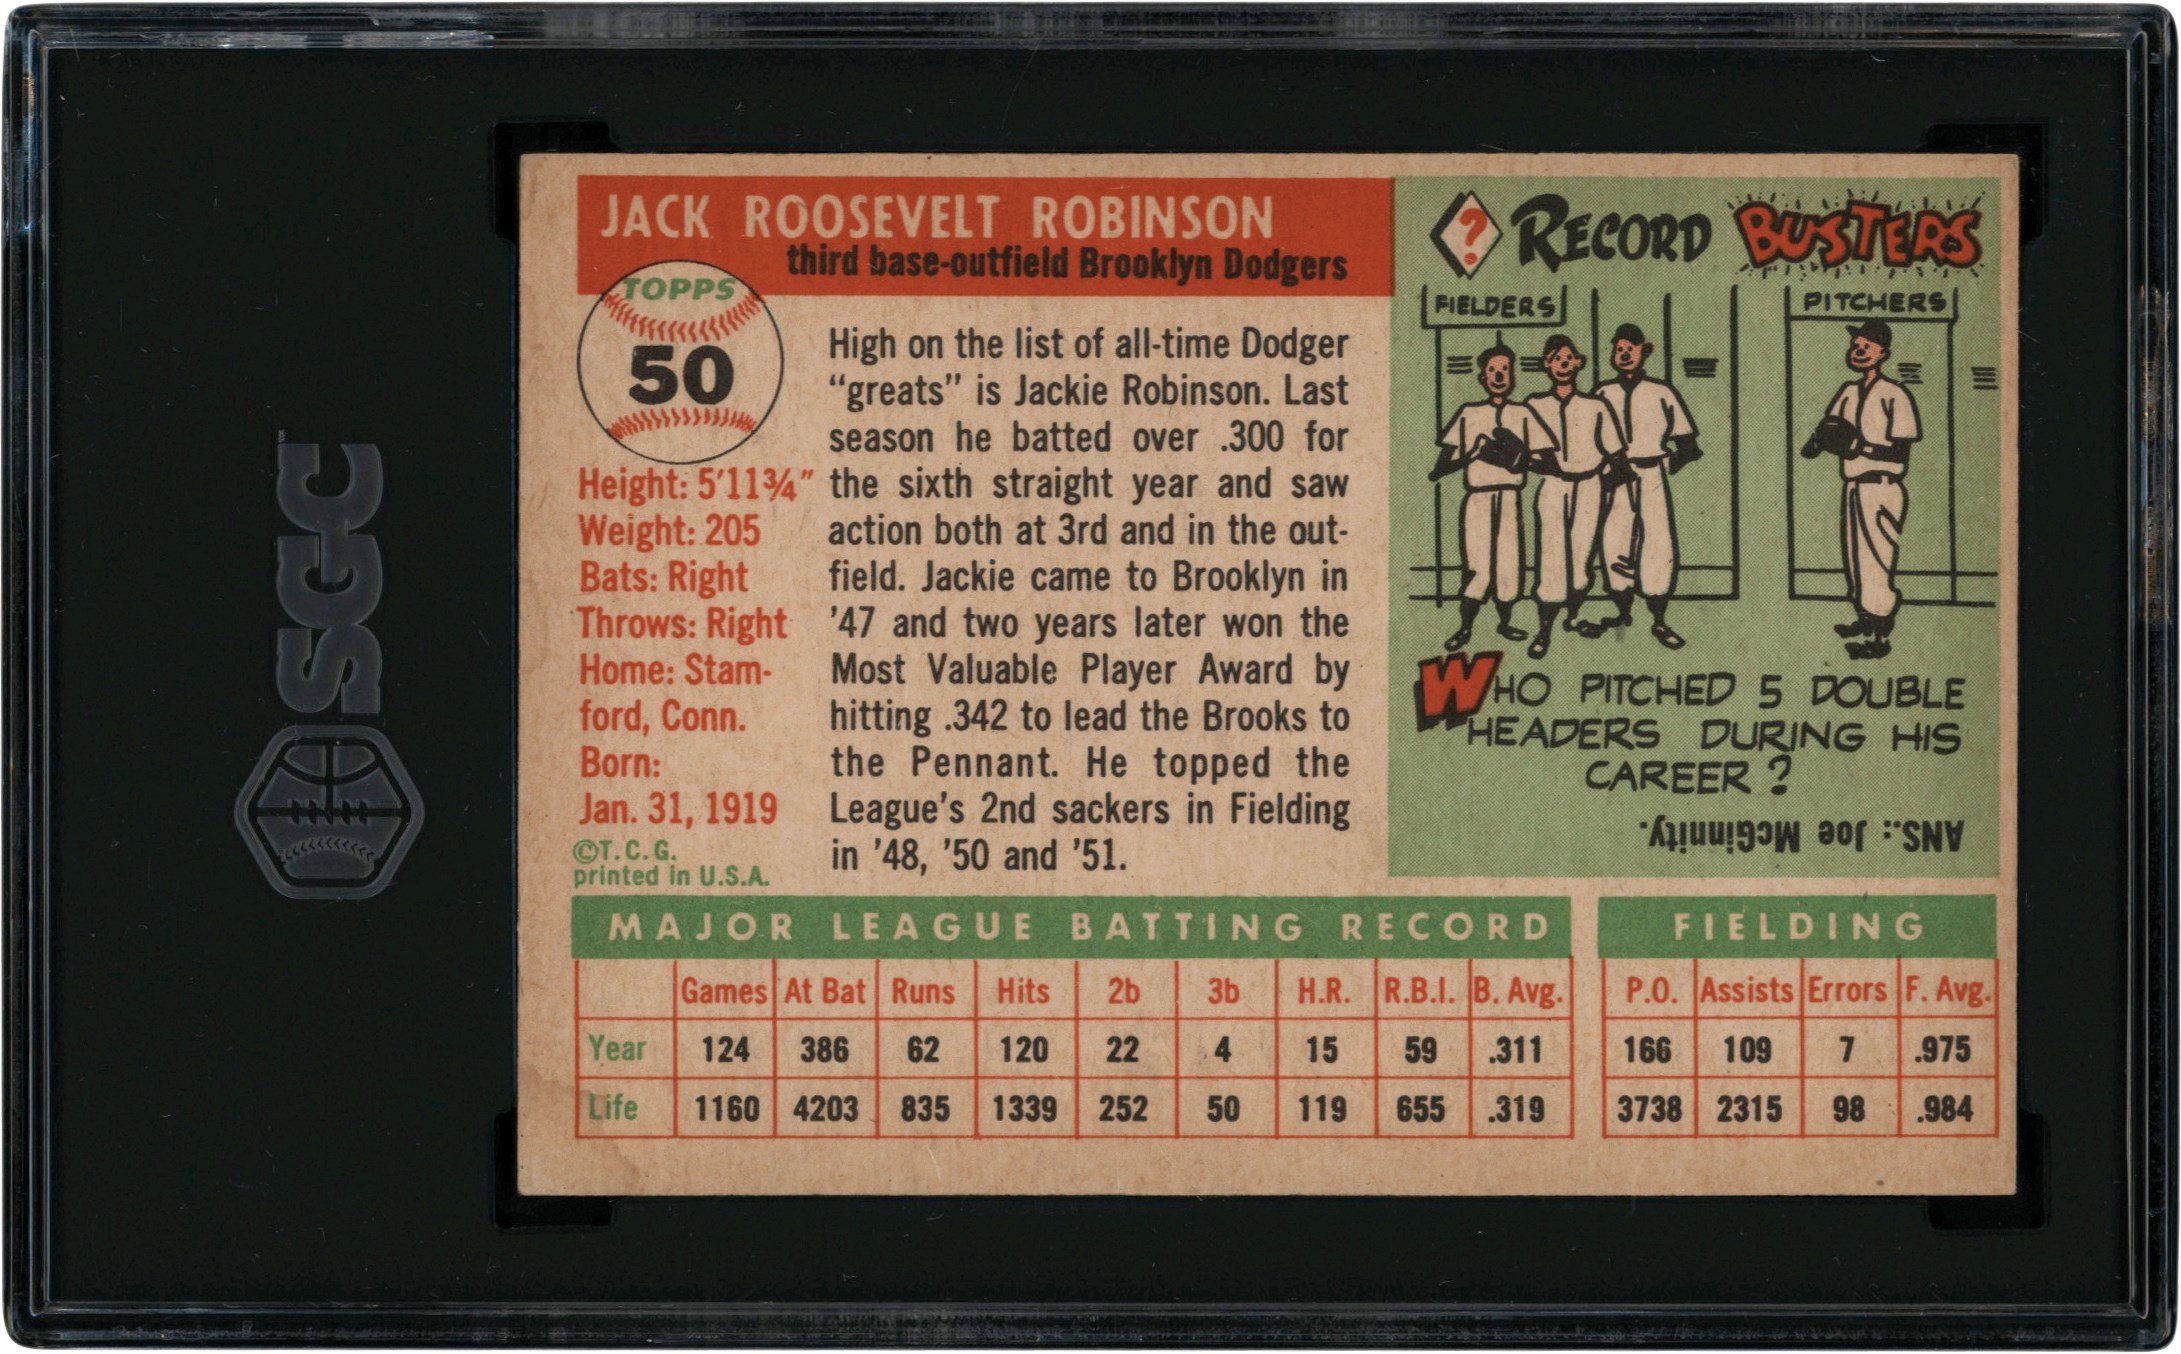 SGC
JACK ROOSEVELT ROBINSON
third base-outfield Brooklyn Dodgers
TOPPS
50
Height: 5'11¾"
Weight: 205
Bats: Right
Throws: Right
Home: Stam-
ford, Conn.
Born:
Jan. 31, 1919
©T.C.G.
printed in U.S.A.
High on the list of all-time Dodger
“greats” is Jackie Robinson. Last
season he batted over .300 for
the sixth straight year and saw
action both at 3rd and in the out-
field. Jackie came to Brooklyn in
'47 and two years later won the
Most Valuable Player Award by
hitting .342 to lead the Brooks to
the Pennant. He topped the
League's 2nd sackers in Fielding
in '48, '50 and '51.
? RECORD BUSTERS
FIELDERS
PITCHERS
WHO PITCHED 5 DOUBLE
HEADERS DURING HIS
CAREER?
ANS.: Joe McGinnity.
MAJOR LEAGUE BATTING RECORD
Games At Bat Runs Hits 2b 3b H.R. R.B.I. B. Avg.
Year 124 386 62 120 22 4 15 59 .311
Life 1160 4203 835 1339 252 50 119 655 .319
FIELDING
P.O. Assists Errors F. Avg.
166 109 7 .975
3738 2315 98 .984